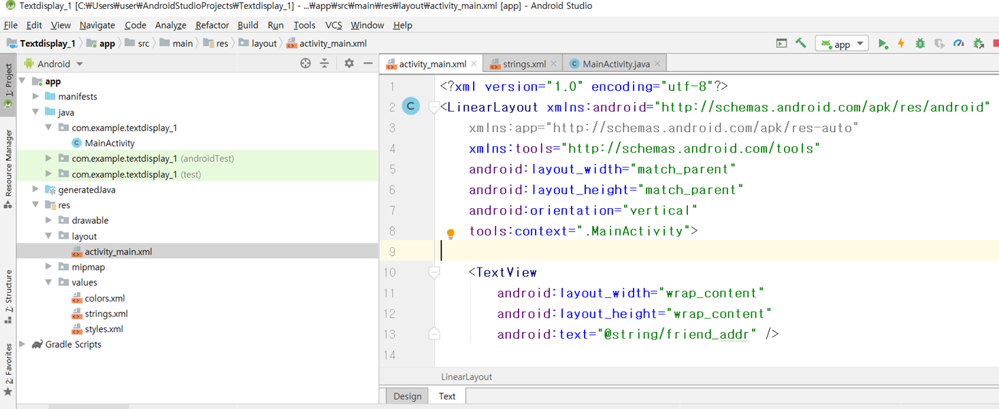 Textdisplay_1 [C:₩Users₩user₩AndroidStudioProjects₩Textdisplay_1] - ...₩app₩src₩main₩res₩layout₩activity_main.xml [app] - Android Studio
File Edit View Navigate Code Analyze Refactor Build Run Tools VCS Window Help
Textdisplay_1 app src main res layout activity_main.xml
app
1: Project
Resource Manager
7: Structure
2: Favorites
Android
app
manifests
java
com.example.textdisplay_1
C MainActivity
com.example.textdisplay_1 (androidTest)
com.example.textdisplay_1 (test)
generatedJava
res
drawable
layout
activity_main.xml
mipmap
values
colors.xml
strings.xml
styles.xml
Gradle Scripts
activity_main.xml strings.xml C MainActivity.java
1 <?xml version="1.0" encoding="utf-8"?>
2 C <LinearLayout xmlns:android="http://schemas.android.com/apk/res/android"
3 xmlns:app="http://schemas.android.com/apk/res-auto"
4 xmlns:tools="http://schemas.android.com/tools"
5 android:layout_width="match_parent"
6 android:layout_height="match_parent"
7 android:orientation="vertical"
8 tools:context=".MainActivity">
9
10 <TextView
11 android:layout_width="wrap_content"
12 android:layout_height="wrap_content"
13 android:text="@string/friend_addr" />
14
LinearLayout
Design Text